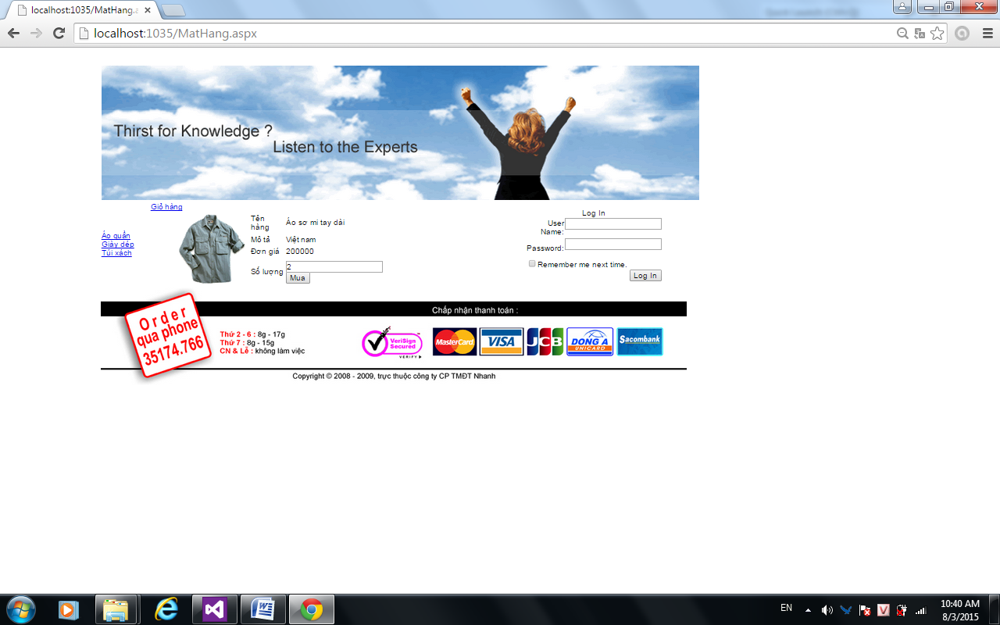 localhost:1035/MatHang.a
localhost:1035/MatHang.aspx
Thirst for Knowledge ?
Listen to the Experts
Giỏ hàng
Áo quần
Giày dép
Túi xách
Tên hàng
Áo sơ mi tay dài
Mô tả
Việt nam
Đơn giá
200000
Số lượng
2
Mua
Log In
User Name:
Password:
Remember me next time.
Log In
Chấp nhận thanh toán :
Order
qua phone
35174.766
Thứ 2 - 6 : 8g - 17g
Thứ 7 : 8g - 15g
CN & Lễ : không làm việc
VeriSign
Secured
VERIFY
MasterCard
VISA
JCB
DONG A
UNICARD
Sacombank
Copyright © 2008 - 2009, trực thuộc công ty CP TMĐT Nhanh
EN
10:40 AM
8/3/2015